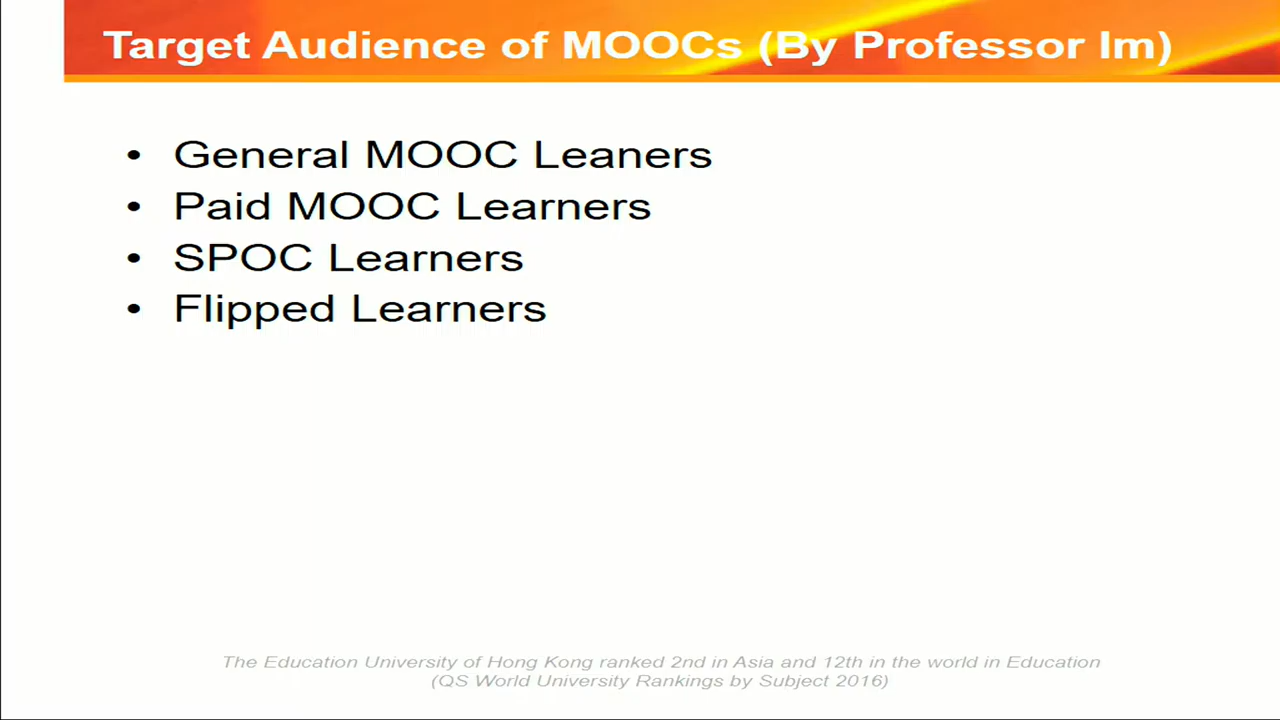 Target Audience of MOOCs (By Professor Im)
• General MOOC Leaners
• Paid MOOC Learners
• SPOC Learners
• Flipped Learners
The Education University of Hong Kong ranked 2nd in Asia and 12th in the world in Education
(QS World University Rankings by Subject 2016)